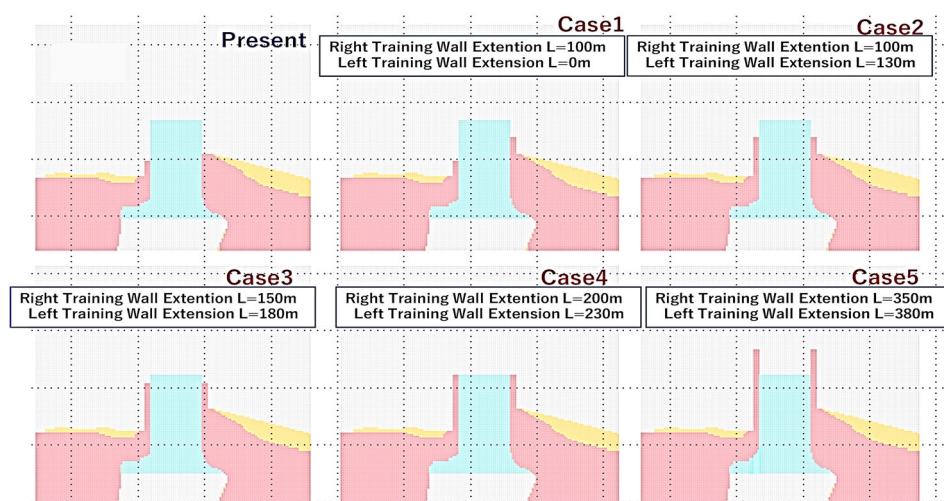 Present
Case1
Right Training Wall Extention L=100m
Left Training Wall Extension L=0m
Case2
Right Training Wall Extention L=100m
Left Training Wall Extension L=130m
Case3
Right Training Wall Extention L=150m
Left Training Wall Extension L=180m
Case4
Right Training Wall Extention L=200m
Left Training Wall Extension L=230m
Case5
Right Training Wall Extention L=350m
Left Training Wall Extension L=380m